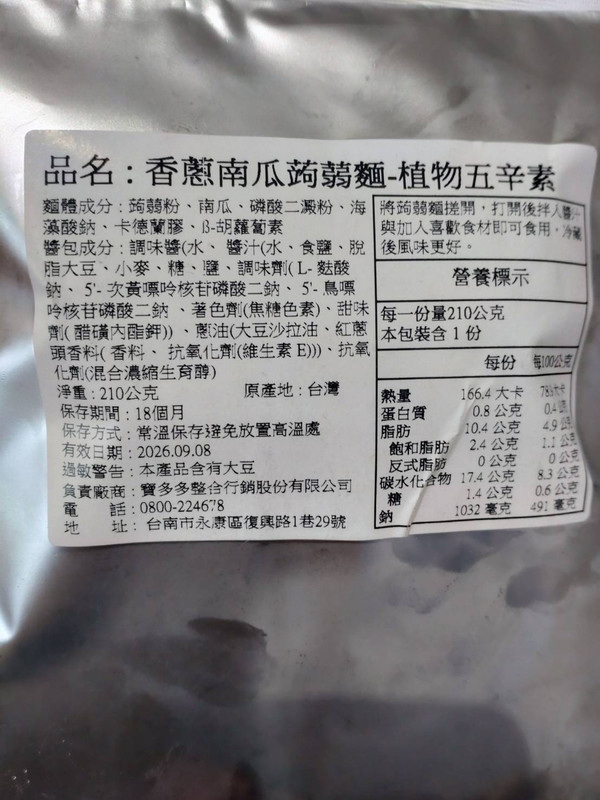 品名：香蔥南瓜蒟蒻麵-植物五辛素
麵體成分：蒟蒻粉、南瓜、磷酸二澱粉、海
藻酸鈉、卡德蘭膠、ß-胡蘿蔔素
醬包成分：調味醬(水、醬汁(水、食鹽、脫
脂大豆、小麥、糖、鹽、調味劑( L- 麩酸
鈉、 5'- 次黃嘌呤核苷磷酸二鈉、 5'- 鳥嘌
呤核苷磷酸二鈉 、著色劑(焦糖色素)、甜味
劑( 醋磺內酯鉀)) 、蔥油(大豆沙拉油、紅蔥
頭香料( 香料、 抗氧化劑(維生素 E)))、抗氧
化劑(混合濃縮生育醇)
淨重：210公克 原產地：台灣
保存期間：18個月
保存方式：常溫保存避免放置高溫處
有效日期：2026.09.08
過敏警告：本產品含有大豆
負責廠商：寶多多整合行銷股份有限公司
電 話：0800-224678
地 址：台南市永康區復興路1巷29號
將蒟蒻麵搓開，打開後拌入醬汁
與加入喜歡食材即可食用，冷藏
後風味更好。
營養標示
每一份量210公克
本包裝含 1 份
每份 每100公克
熱量 166.4 大卡 大卡
蛋白質 0.8 公克 0.4
脂肪 10.4 公克 4.9 公克
飽和脂肪 2.4 公克 1.1 公克
反式脂肪 0 公克 0 公克
碳水化合物 17.4 公克 8.3 公克
糖 1.4 公克 0.6 公克
鈉 1032 毫克 491 毫克